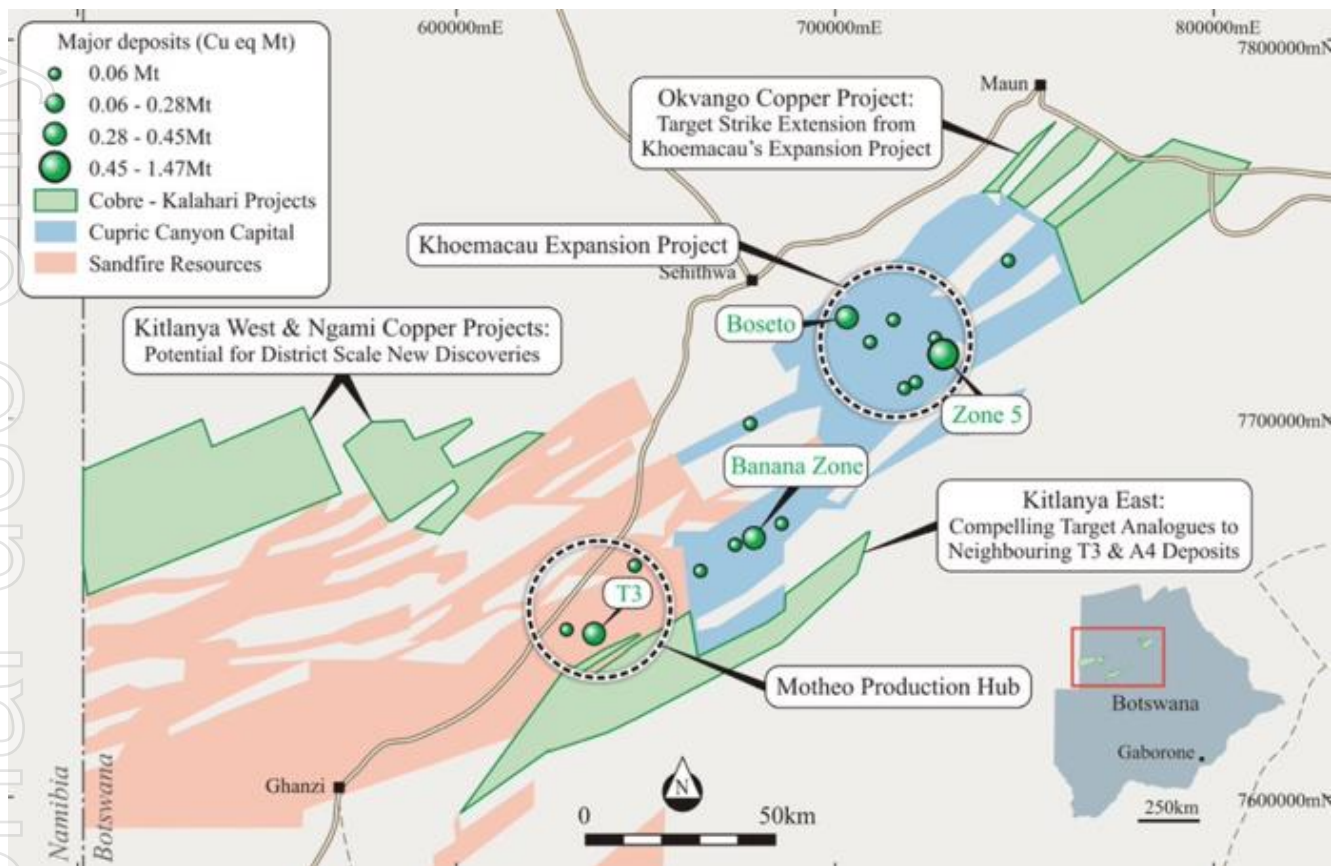 600000mE
700000mE
800000mE
7800000mN
Major deposits (Cu eq Mt)
0.06 Mt
0.06 - 0.28Mt
0.28 - 0.45Mt
0.45 - 1.47Mt
Cobre - Kalahari Projects
Cupric Canyon Capital
Sandfire Resources
Maun
Okvango Copper Project:
Target Strike Extension from
Khoemacau's Expansion Project
Khoemacau Expansion Project
Sehithwa
Boseto
Kitlanya West & Ngami Copper Projects:
Potential for District Scale New Discoveries
Zone 5
7700000mN
Banana Zone
Kitlanya East:
Compelling Target Analogues to
Neighbouring T3 & A4 Deposits
T3
Motheo Production Hub
Botswana
Gaborone
250km
Ghanzi
N
0
50km
7600000mN
Namibia
Botswana